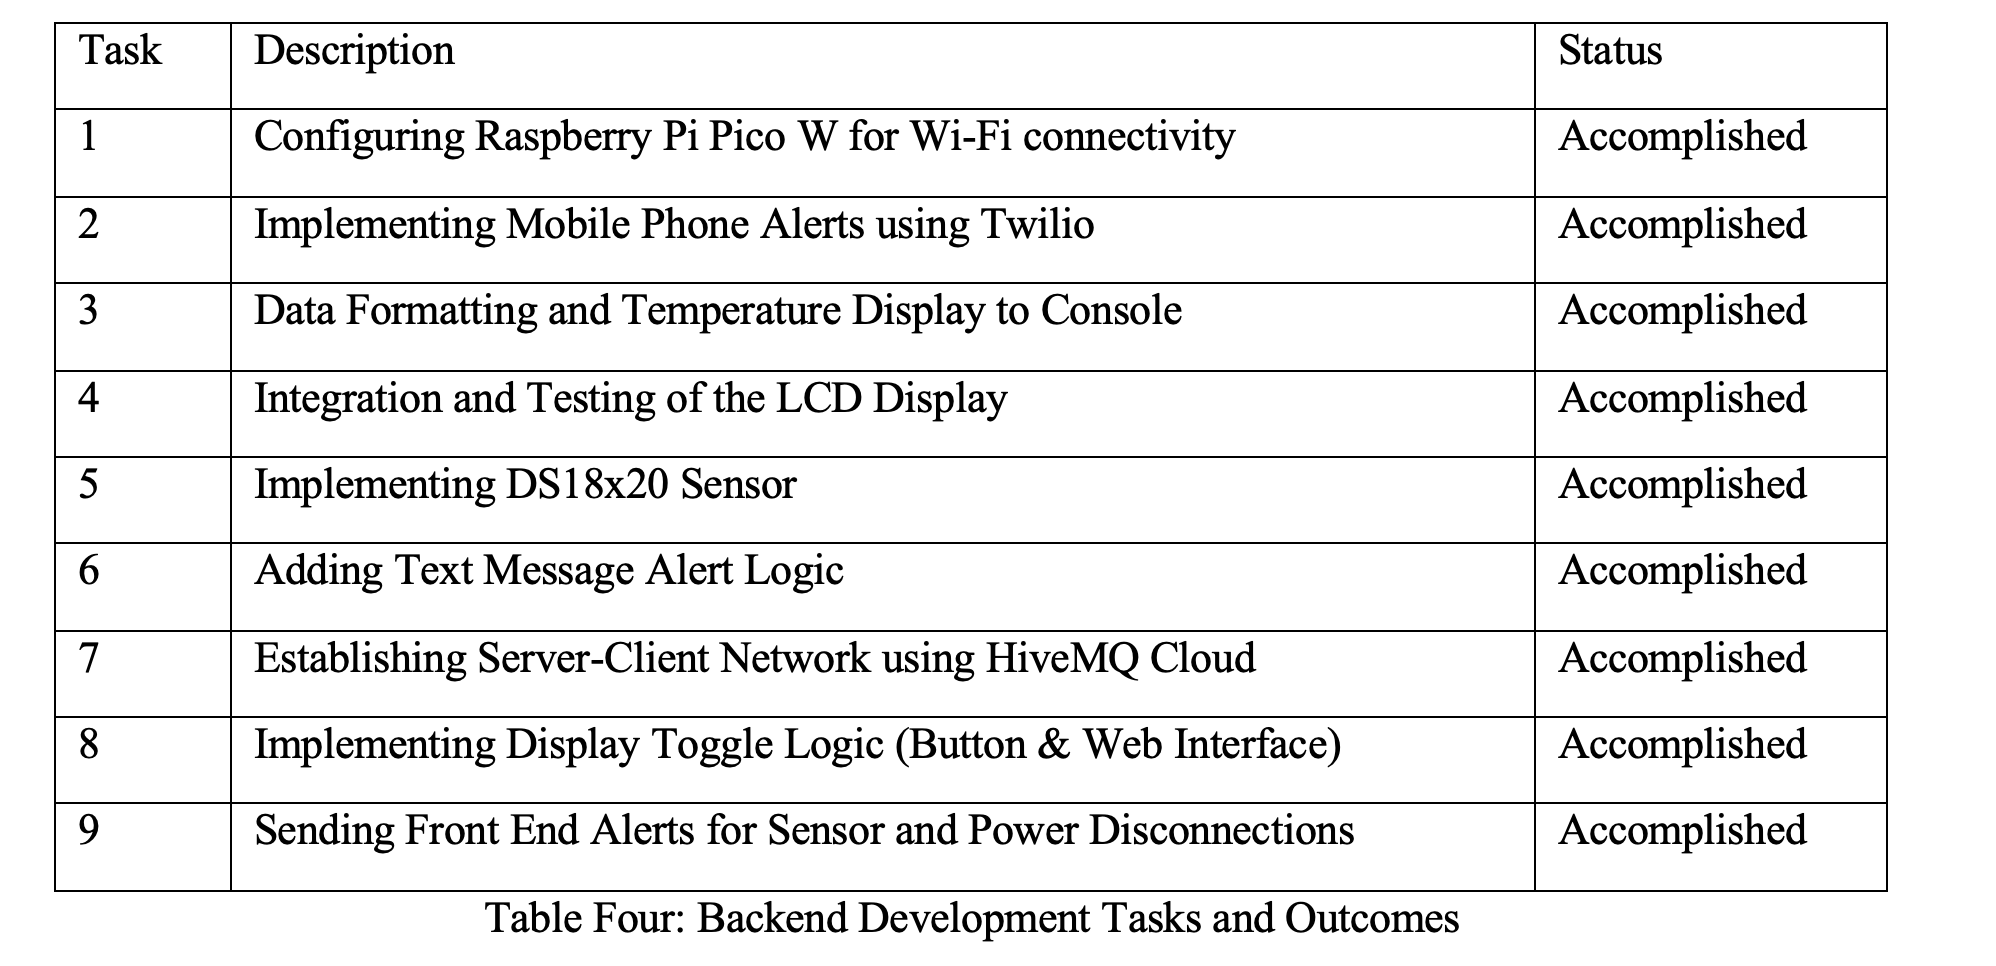 Task Description Status
1 Configuring Raspberry Pi Pico W for Wi-Fi connectivity Accomplished
2 Implementing Mobile Phone Alerts using Twilio Accomplished
3 Data Formatting and Temperature Display to Console Accomplished
4 Integration and Testing of the LCD Display Accomplished
5 Implementing DS18x20 Sensor Accomplished
6 Adding Text Message Alert Logic Accomplished
7 Establishing Server-Client Network using HiveMQ Cloud Accomplished
8 Implementing Display Toggle Logic (Button & Web Interface) Accomplished
9 Sending Front End Alerts for Sensor and Power Disconnections Accomplished
Table Four: Backend Development Tasks and Outcomes